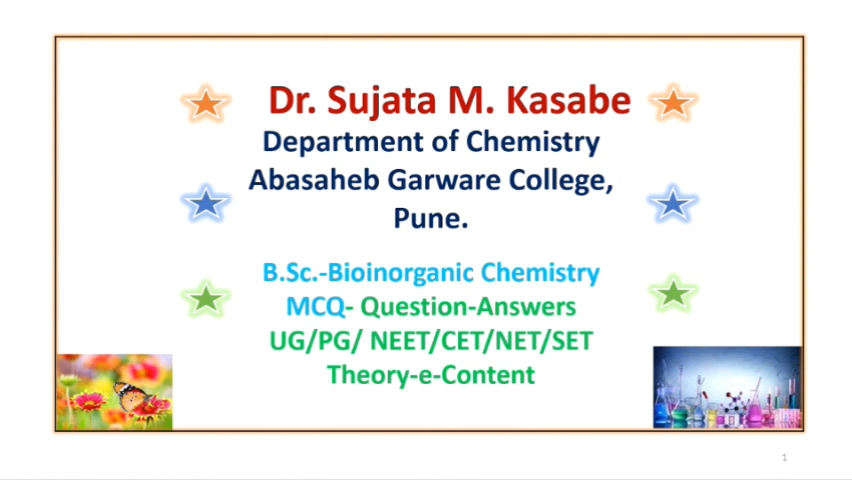 Dr. Sujata M. Kasabe
Department of Chemistry
Abasaheb Garware College,
Pune.
B.Sc.-Bioinorganic Chemistry
MCQ- Question-Answers
UG/PG/ NEET/CET/NET/SET
Theory-e-Content
1